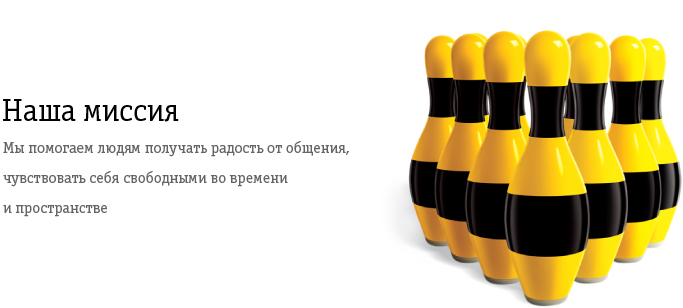 Наша миссия
Мы помогаем людям получать радость от общения,
чувствовать себя свободными во времени
и пространстве